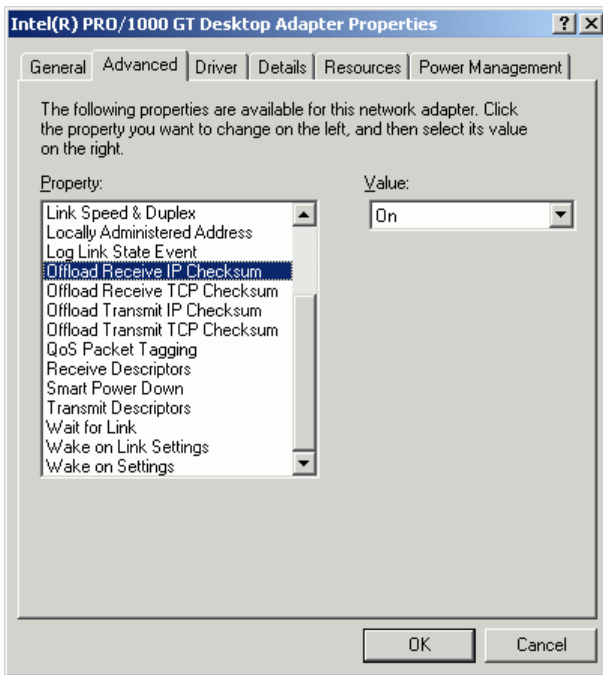 Intel(R) PRO/1000 GT Desktop Adapter Properties
General Advanced Driver Details Resources Power Management
The following properties are available for this network adapter. Click
the property you want to change on the left, and then select its value
on the right.
Property:
Value:
Link Speed & Duplex
Locally Administered Address
Log Link State Event
Offload Receive IP Checksum
Offload Receive TCP Checksum
Offload Transmit IP Checksum
Offload Transmit TCP Checksum
QoS Packet Tagging
Receive Descriptors
Smart Power Down
Transmit Descriptors
Wait for Link
Wake on Link Settings
Wake on Settings
On
OK
Cancel